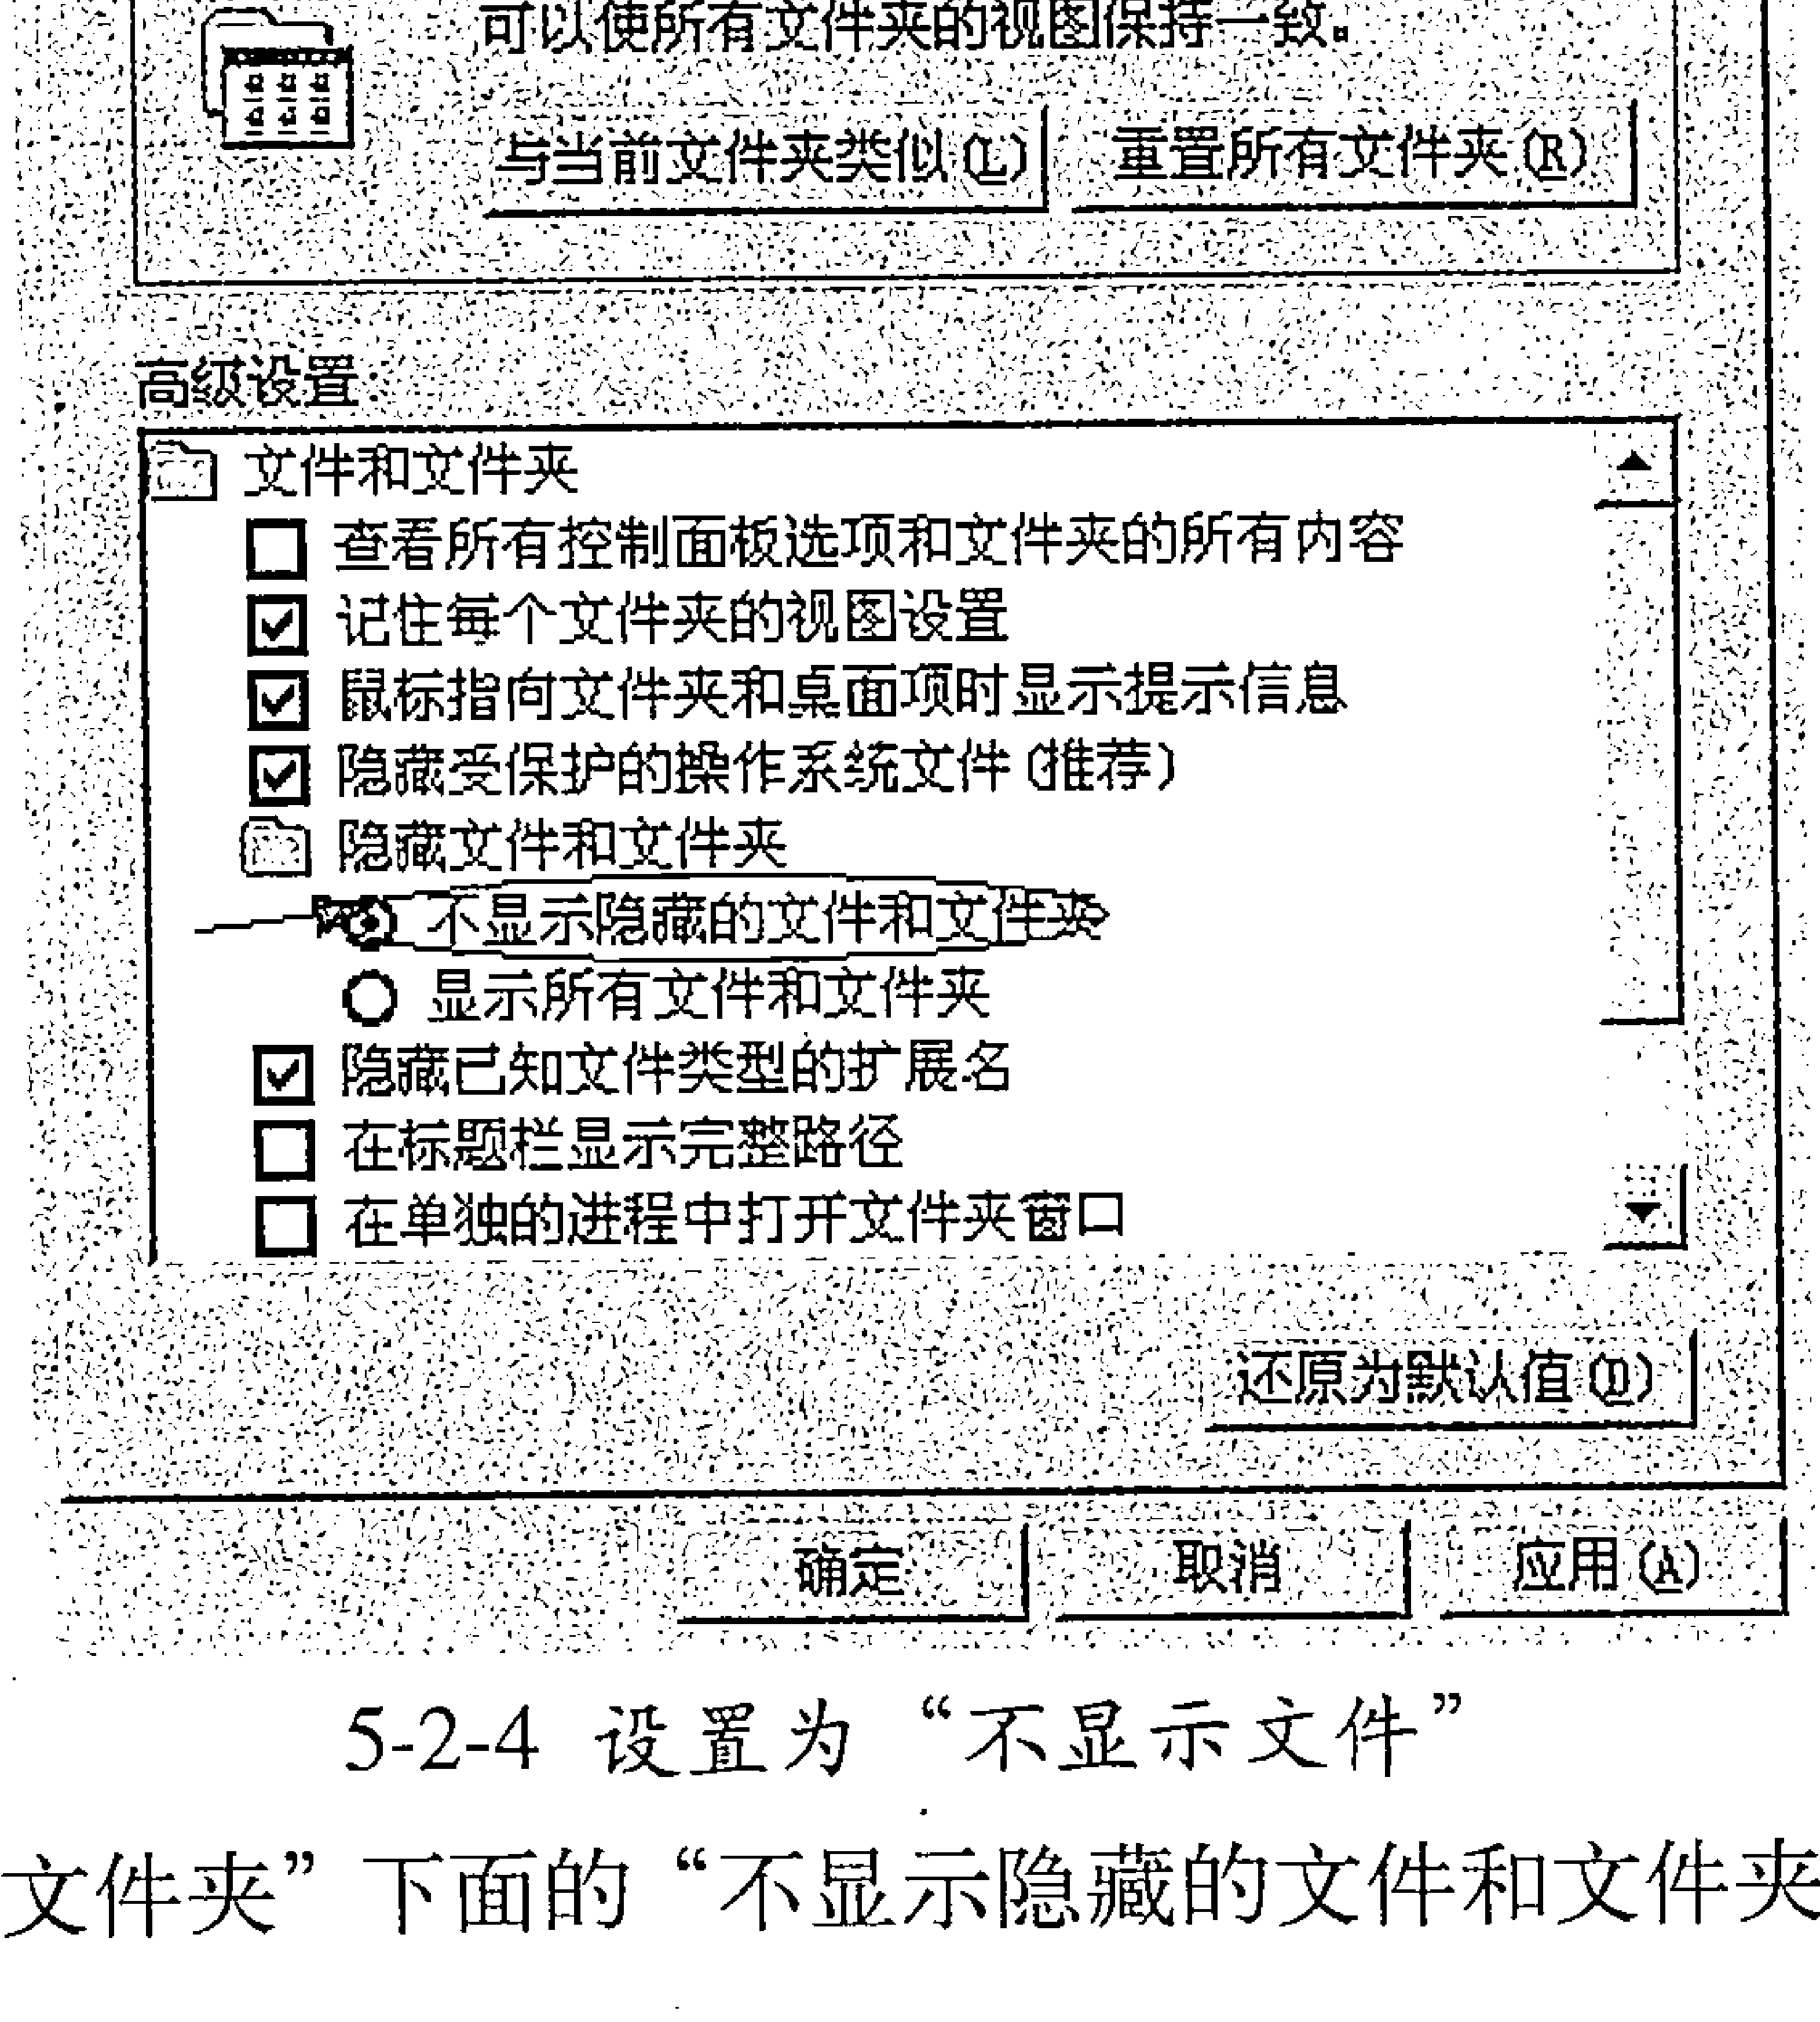 可以使所有文件夹的视图保持一致。
与当前文件夹类似(L) 重置所有文件夹(R)
高级设置:
文件和文件夹
查看所有控制面板选项和文件夹的所有内容
记住每个文件夹的视图设置
鼠标指向文件夹和桌面项时显示提示信息
隐藏受保护的操作系统文件(推荐)
隐藏文件和文件夹
不显示隐藏的文件和文件夹
显示所有文件和文件夹
隐藏已知文件类型的扩展名
在标题栏显示完整路径
在单独的进程中打开文件夹窗口
还原为默认值(D)
确定 取消 应用(A)
5-2-4 设置为“不显示文件”
文件夹”下面的“不显示隐藏的文件和文件夹